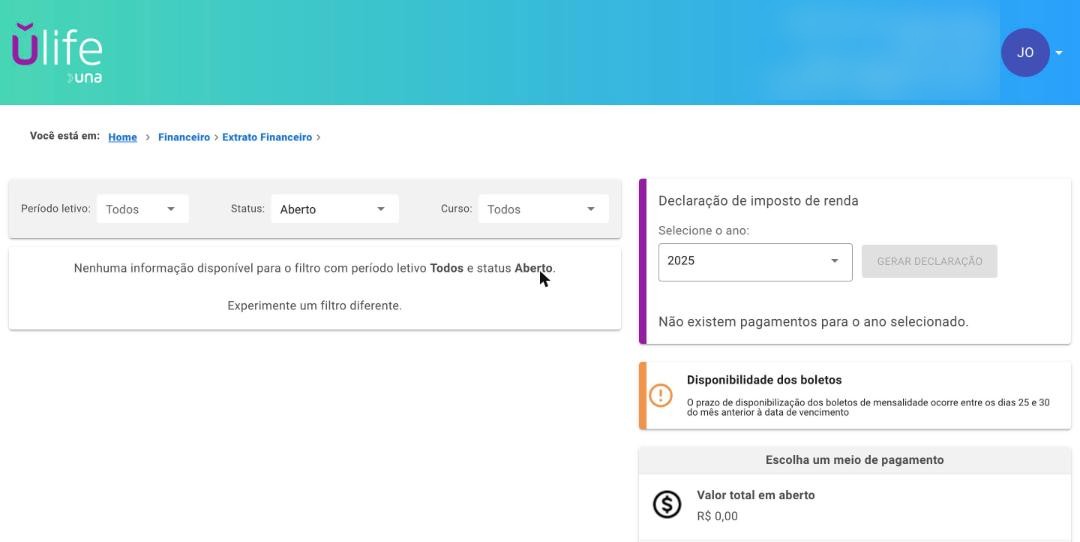 Ulife
una
JO
Você está em: Home > Financeiro > Extrato Financeiro >
Período letivo: Todos Status: Aberto Curso: Todos
Nenhuma informação disponível para o filtro com período letivo Todos e status Aberto.
Experimente um filtro diferente.
Declaração de imposto de renda
Selecione o ano:
2025 GERAR DECLARAÇÃO
Não existem pagamentos para o ano selecionado.
Disponibilidade dos boletos
O prazo de disponibilização dos boletos de mensalidade ocorre entre os dias 25 e 30
do mês anterior à data de vencimento
Escolha um meio de pagamento
Valor total em aberto
R$ 0,00